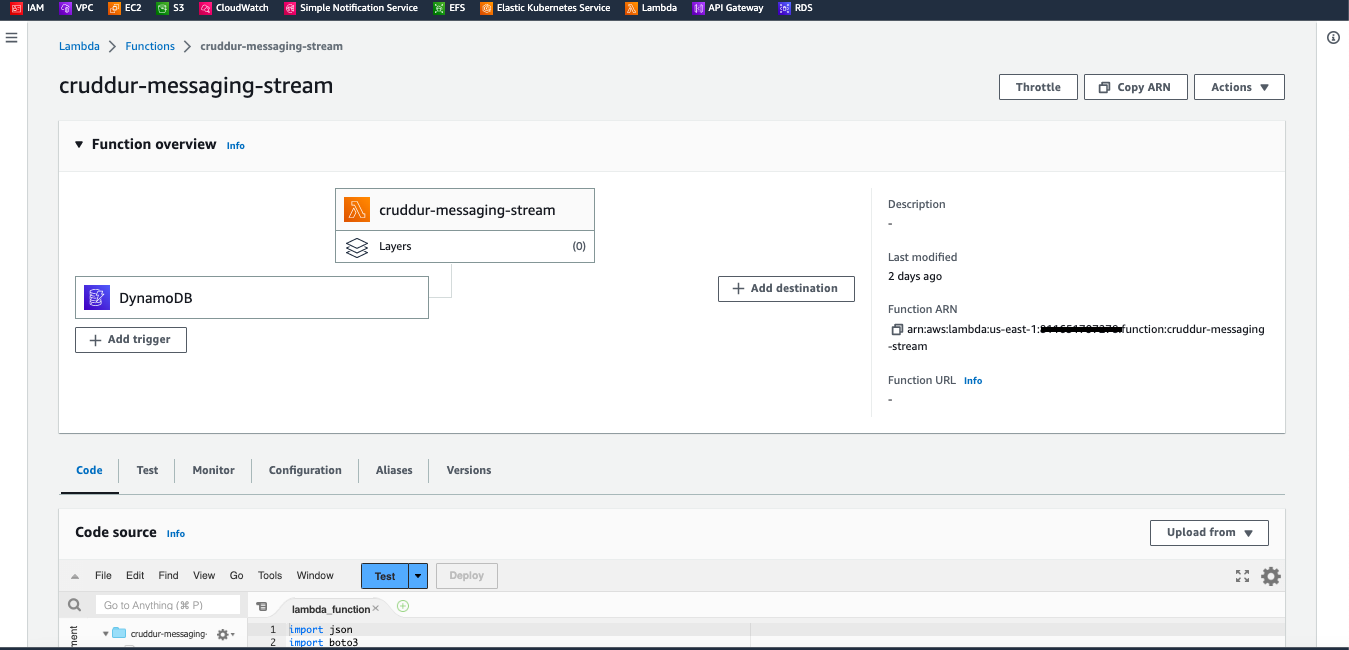 IAM VPC EC2 S3 CloudWatch Simple Notification Service EFS Elastic Kubernetes Service Lambda API Gateway RDS
Lambda > Functions > cruddur-messaging-stream
cruddur-messaging-stream
Throttle Copy ARN Actions ▼
▼ Function overview Info
cruddur-messaging-stream
Layers (0)
DynamoDB
+ Add trigger
+ Add destination
Description
-
Last modified
2 days ago
Function ARN
arn:aws:lambda:us-east-1: function:cruddur-messaging
-stream
Function URL Info
-
Code Test Monitor Configuration Aliases Versions
Code source Info
Upload from ▼
File Edit Find View Go Tools Window Test Deploy
Go to Anything (⌘ P)
lambda_function ×
cruddur-messaging-
1 import json
2 import boto3